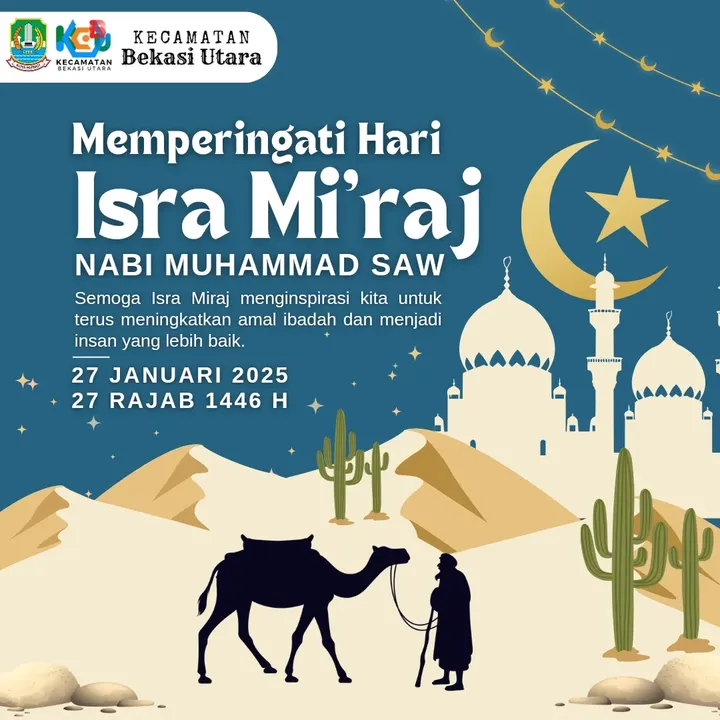 KECAMATAN
Bekasi Utara
KECAMATAN
BEKASI UTARA
Memperingati Hari
Isra Mi'raj
NABI MUHAMMAD SAW
Semoga Isra Miraj menginspirasi kita untuk
terus meningkatkan amal ibadah dan menjadi
insan yang lebih baik.
27 JANUARI 2025
27 RAJAB 1446 H